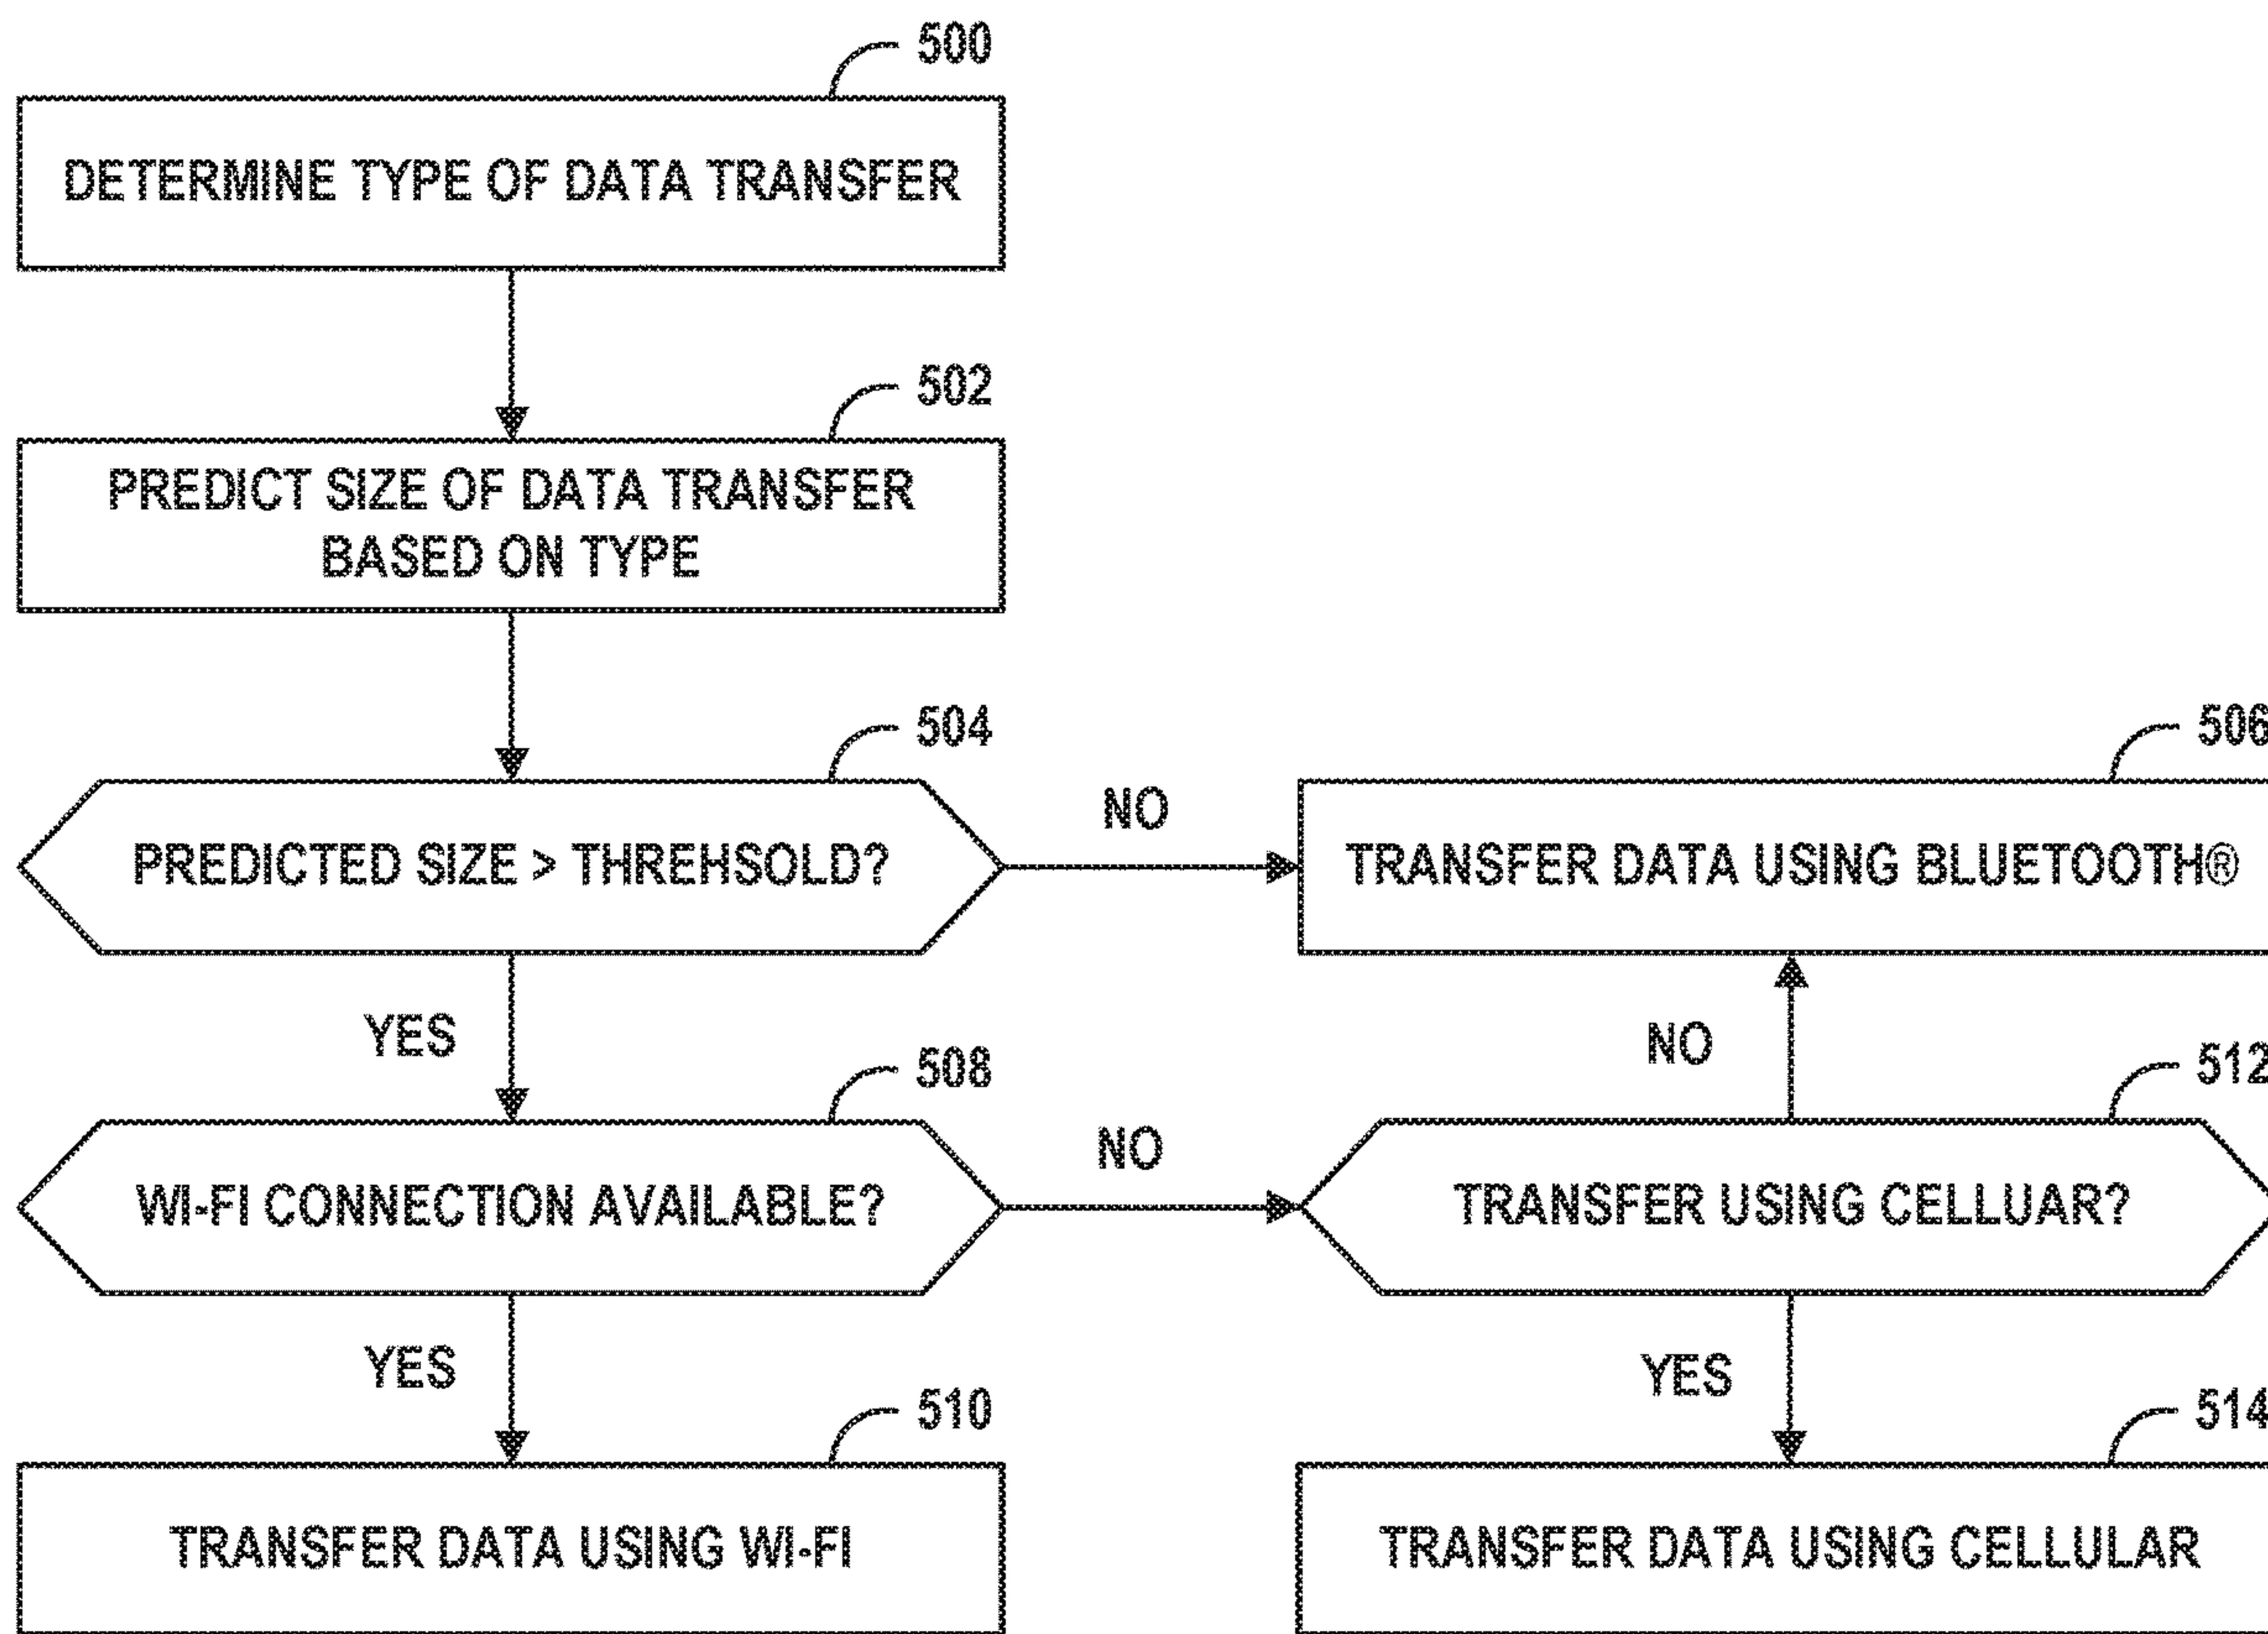 500
DETERMINE TYPE OF DATA TRANSFER
502
PREDICT SIZE OF DATA TRANSFER
BASED ON TYPE
504
PREDICTED SIZE > THREHSOLD?
NO
506
TRANSFER DATA USING BLUETOOTH®
YES
508
WI-FI CONNECTION AVAILABLE?
NO
NO
512
TRANSFER USING CELLUAR?
YES
510
TRANSFER DATA USING WI-FI
YES
514
TRANSFER DATA USING CELLULAR